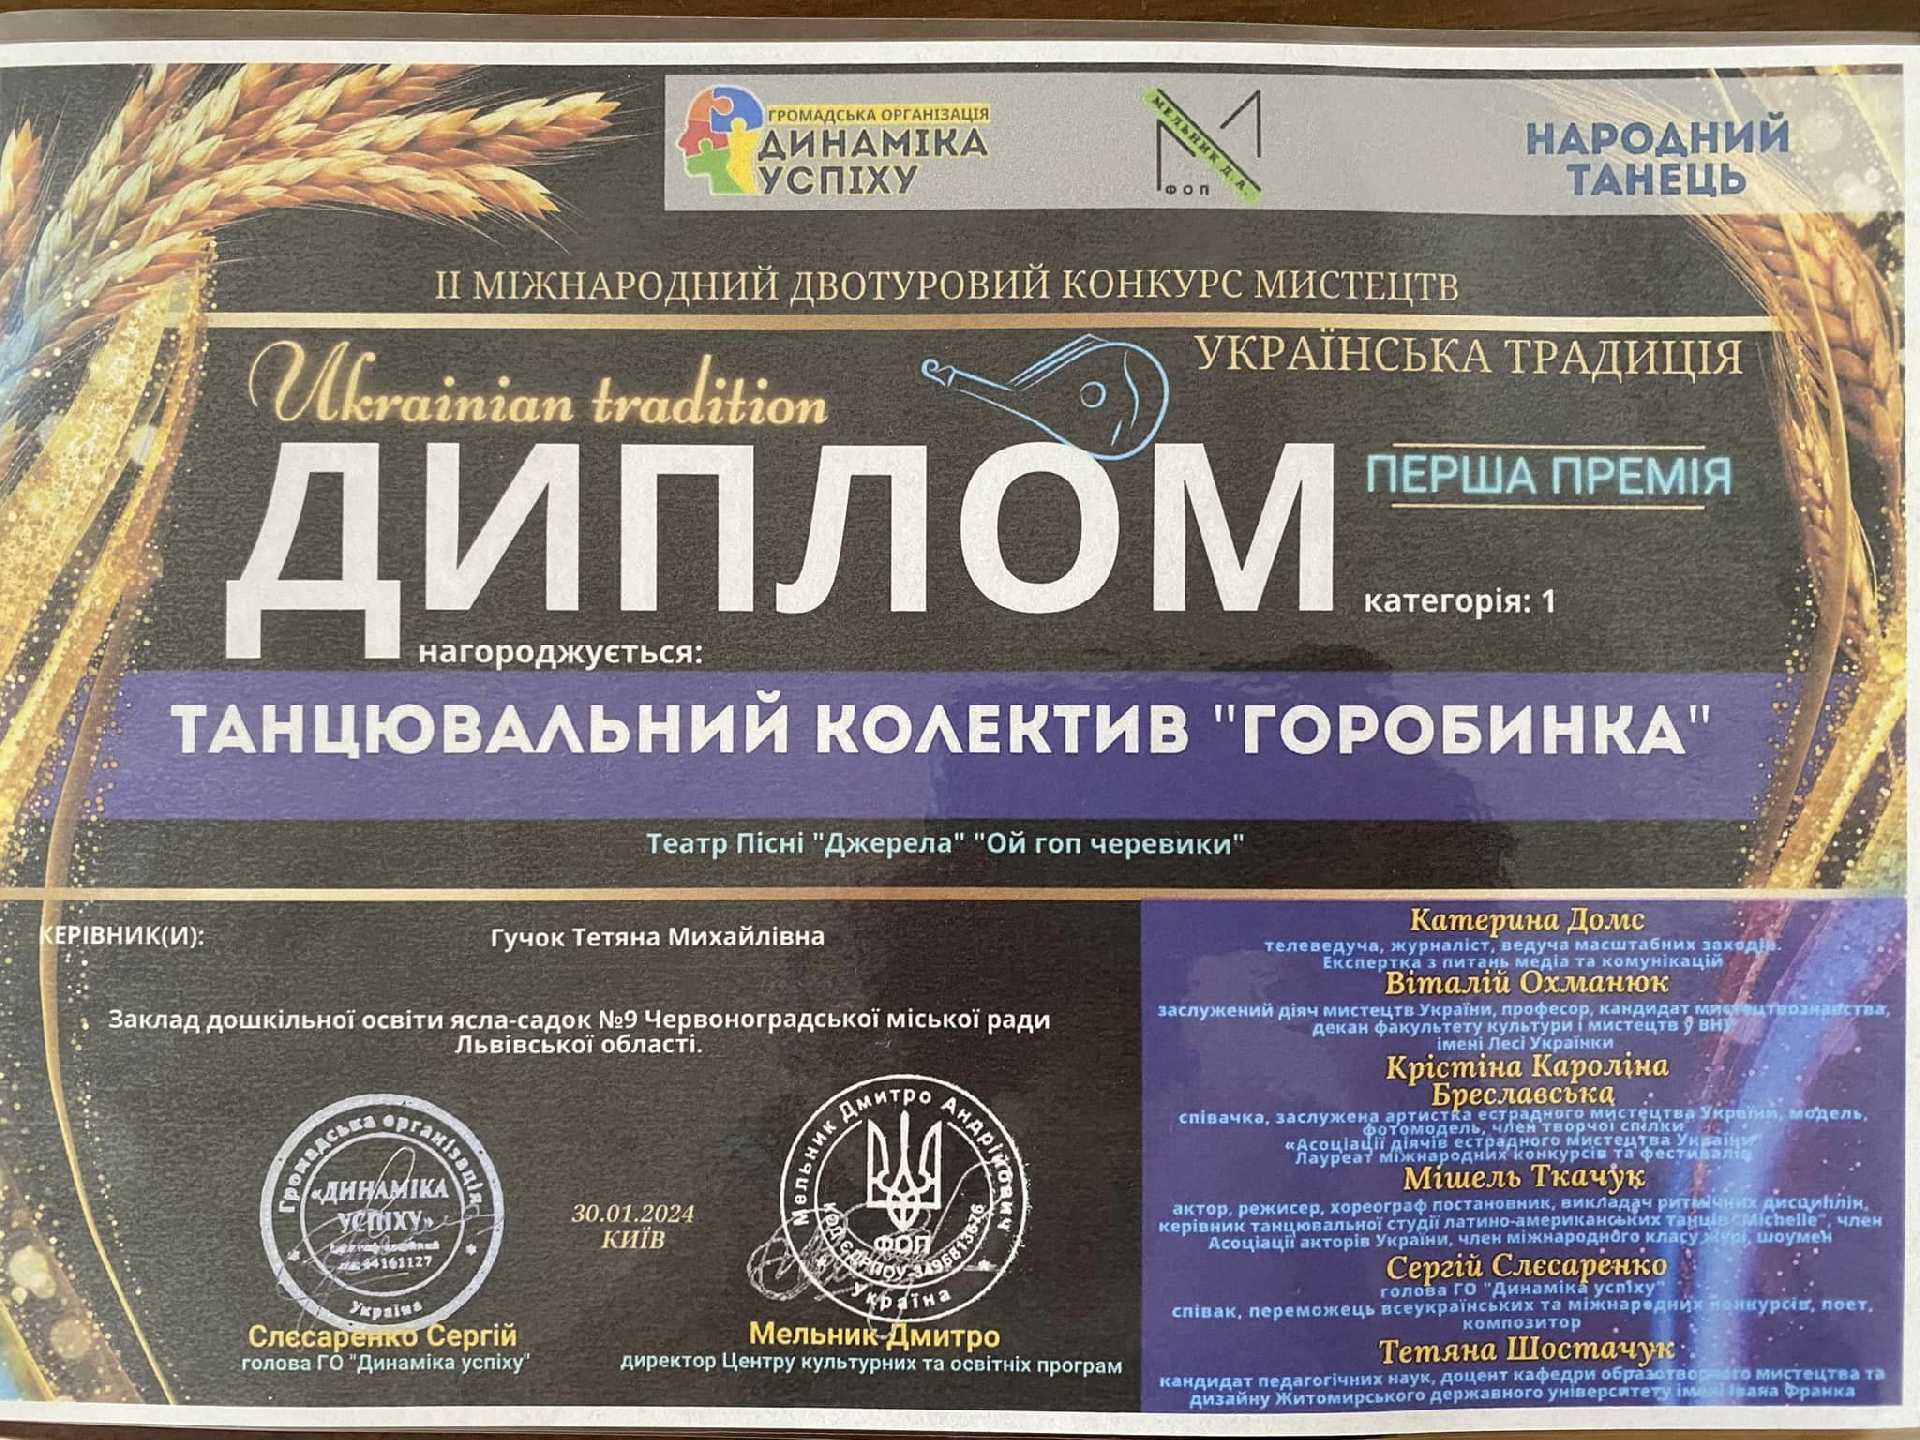 ГРОМАДСЬКА ОРГАНІЗАЦІЯ
ДИНАМІКА
УСПІХУ
МЕЛЬНИК Д.А.
ФОП
НАРОДНИЙ
ТАНЕЦЬ
ІІ МІЖНАРОДНИЙ ДВОТУРОВИЙ КОНКУРС МИСТЕЦТВ
Ukrainian tradition
УКРАЇНСЬКА ТРАДИЦІЯ
ДИПЛОМ
ПЕРША ПРЕМІЯ
категорія: 1
нагороджується:
ТАНЦЮВАЛЬНИЙ КОЛЕКТИВ "ГОРОБИНКА"
Театр Пісні "Джерела" "Ой гоп черевики"
КЕРІВНИК(И):
Гучок Тетяна Михайлівна
Заклад дошкільної освіти ясла-садок №9 Червоноградської міської ради
Львівської області.
Громадська організація
«ДИНАМІКА
УСПІХУ»
Україна
30.01.2024
КИЇВ
Мельник Дмитро Андрійович
ФОП
Україна
Слєсаренко Сергій
голова ГО "Динаміка успіху"
Мельник Дмитро
директор Центру культурних та освітніх програм
Катерина Домс
телеведуча, журналіст, ведуча масштабних заходів.
Експертка з питань медіа та комунікацій
Віталій Охманюк
заслужений діяч мистецтв України, професор, кандидат мистецтвознавства,
декан факультету культури і мистецтв у ВНУ
імені Лесі Українки
Крістіна Кароліна
Бреславська
співачка, заслужена артистка естрадного мистецтва України, модель,
фотомодель, член творчої спілки
«Асоціації діячів естрадного мистецтва України»
Лауреат міжнародних конкурсів та фестивалів
Мішель Ткачук
актор, режисер, хореограф постановник, викладач ритмічних дисциплін,
керівник танцювальної студії латино-американських танців "Michelle", член
Асоціації акторів України, член міжнародного класу журі, шоумен
Сергій Слєсаренко
голова ГО "Динаміка успіху"
співак, переможець всеукраїнських та міжнародних конкурсів, поет,
композитор
Тетяна Шостачук
кандидат педагогічних наук, доцент кафедри образотворчого мистецтва та
дизайну Житомирського державного університету імені Івана Франка